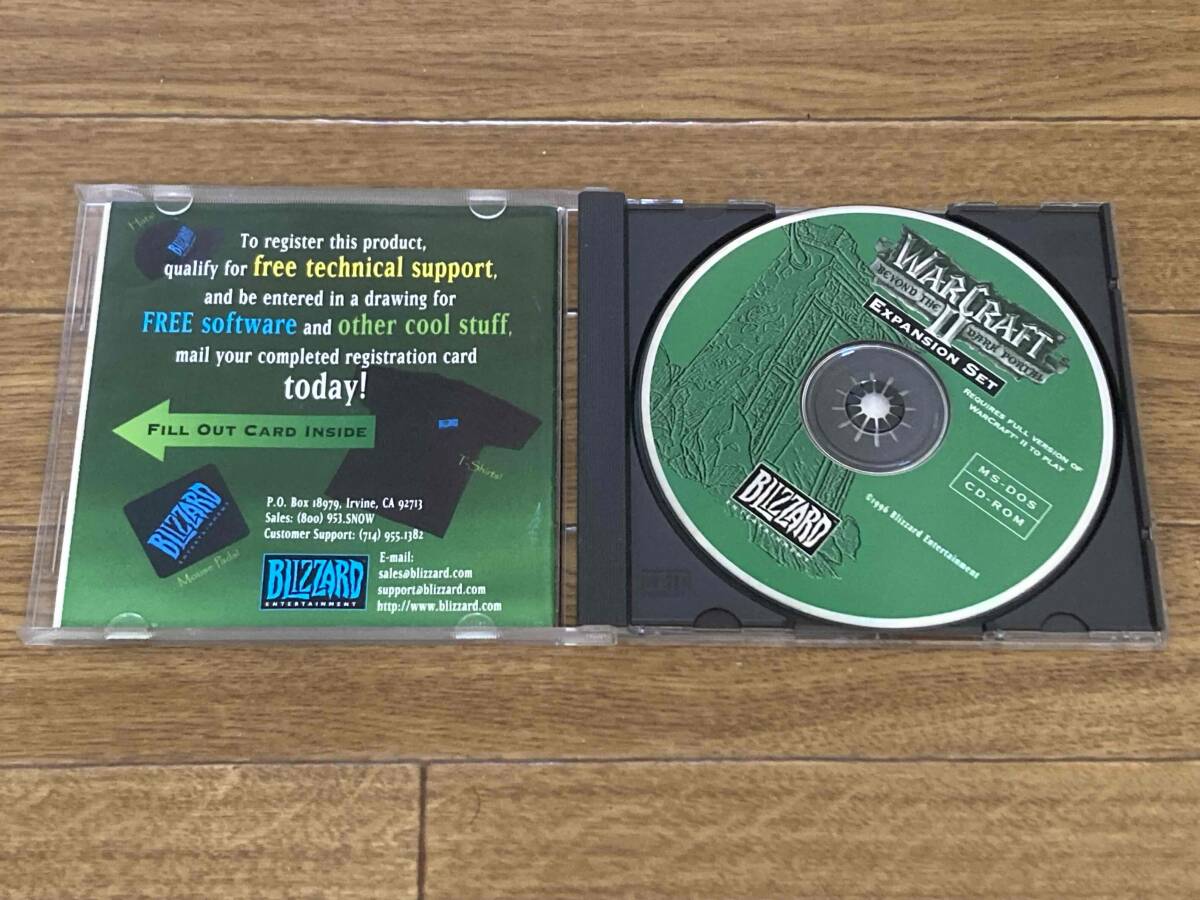 Hats!
BLIZZARD
To register this product,
qualify for free technical support,
and be entered in a drawing for
FREE software and other cool stuff,
mail your completed registration card
today!
FILL OUT CARD INSIDE
T-Shirts!
BLIZZARD
ENTERTAINMENT
Mouse Pads!
P.O. Box 18979, Irvine, CA 92713
Sales: (800) 953.SNOW
Customer Support: (714) 955.1382
BLIZZARD
ENTERTAINMENT
E-mail:
sales@blizzard.com
support@blizzard.com
http://www.blizzard.com
WARCRAFT
II
BEYOND THE DARK PORTAL
EXPANSION SET
REQUIRES FULL VERSION OF
WARCRAFT II TO PLAY
MS-DOS
CD-ROM
BLIZZARD
ENTERTAINMENT
©1996 Blizzard Entertainment